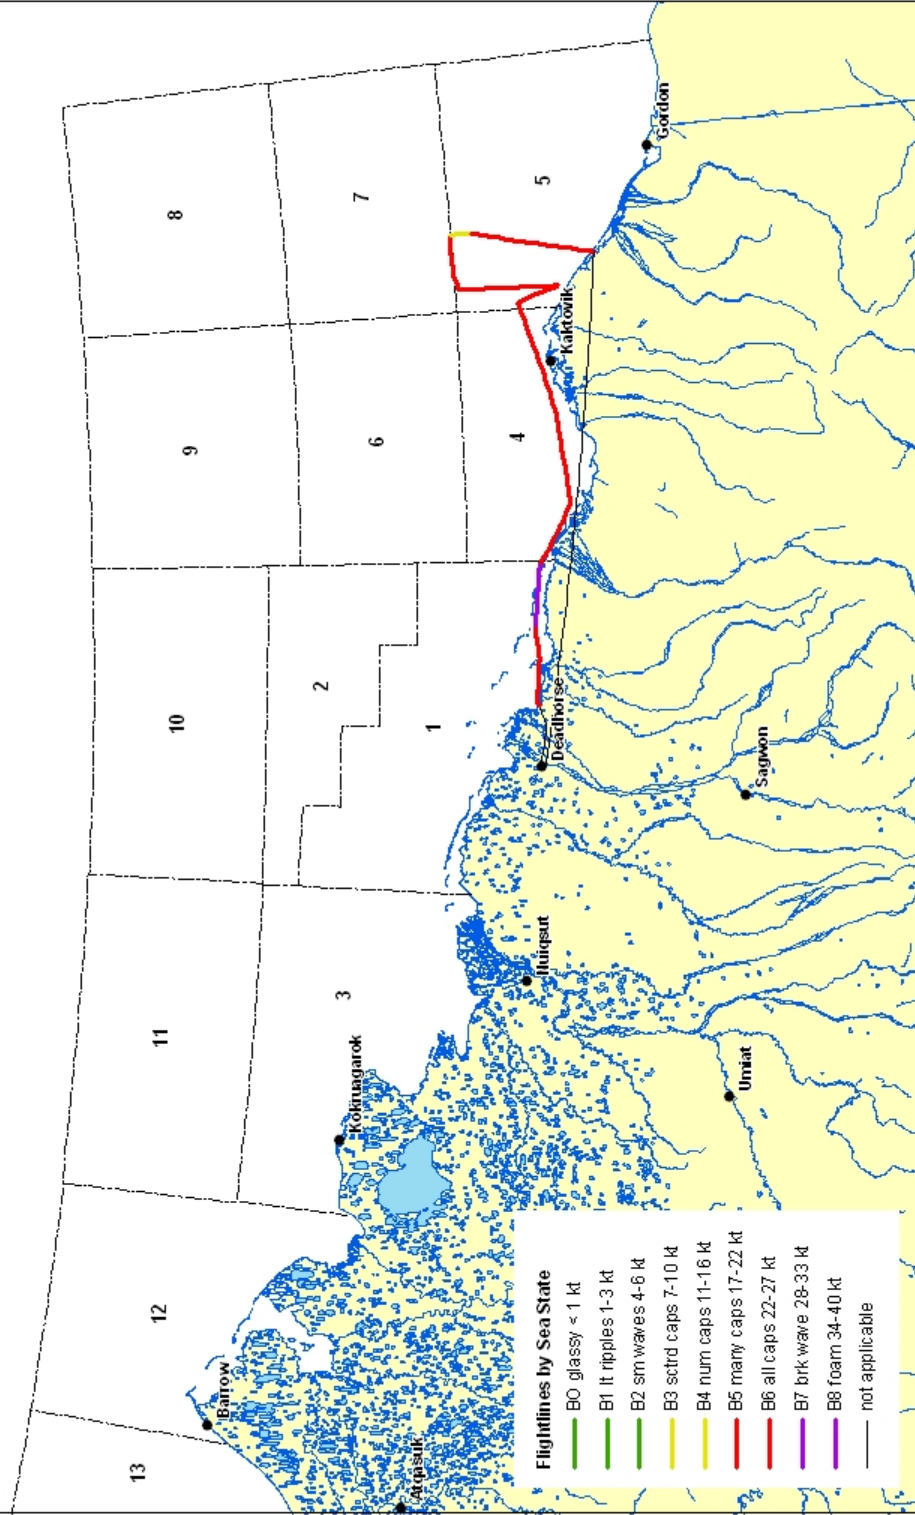 13
12
11
10
9
8
3
2
6
7
1
4
5
Barrow
Atqasuk
Kokruagarok
Nuiqsut
Umiat
Deadhorse
Sagwon
Kaktovik
Gordon
Flightlines by Sea State
B0 glassy < 1 kt
B1 lt ripples 1-3 kt
B2 sm waves 4-6 kt
B3 sctrd caps 7-10 kt
B4 num caps 11-16 kt
B5 many caps 17-22 kt
B6 all caps 22-27 kt
B7 brk wave 28-33 kt
B8 foam 34-40 kt
not applicable